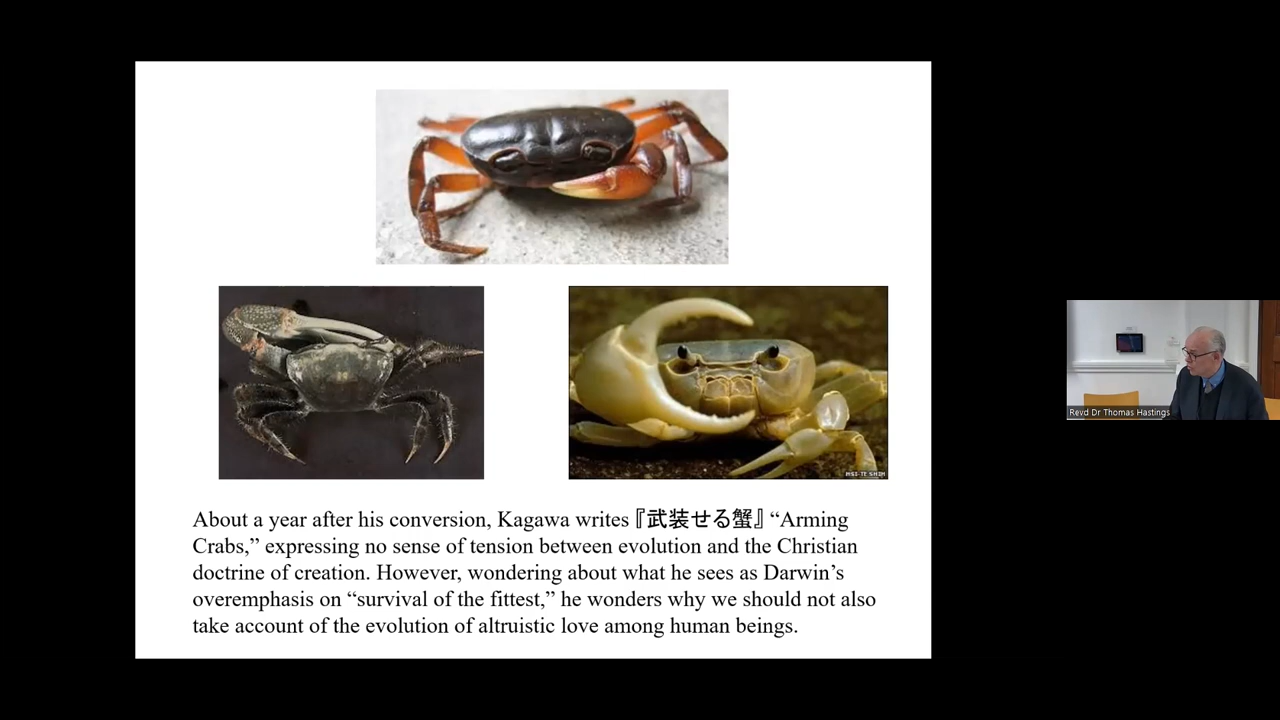 HSI-TE SHIH
About a year after his conversion, Kagawa writes 『武装せる蟹』 “Arming
Crabs,” expressing no sense of tension between evolution and the Christian
doctrine of creation. However, wondering about what he sees as Darwin’s
overemphasis on “survival of the fittest,” he wonders why we should not also
take account of the evolution of altruistic love among human beings.
Revd Dr Thomas Hastings